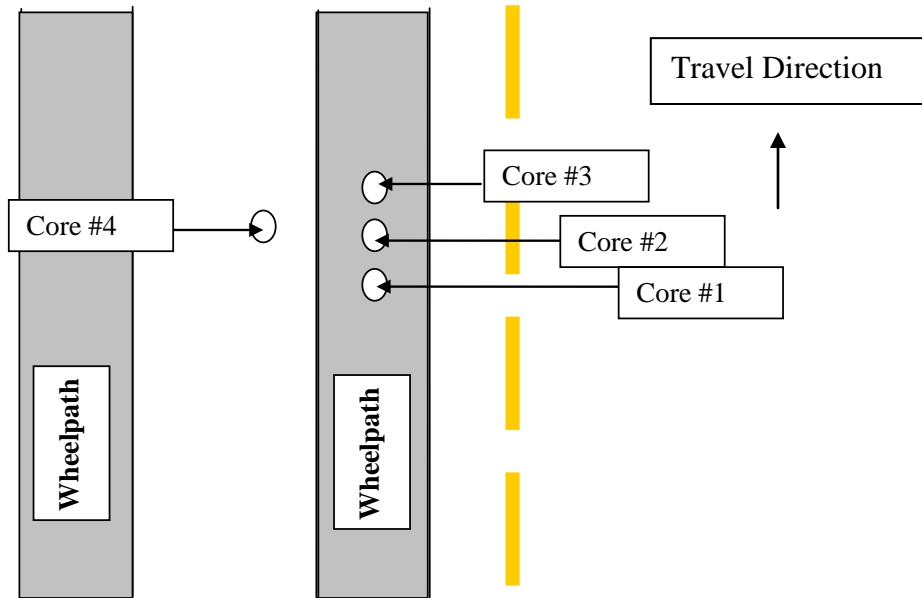 Travel Direction
Core #3
Core #4
Core #2
Core #1
Wheelpath
Wheelpath